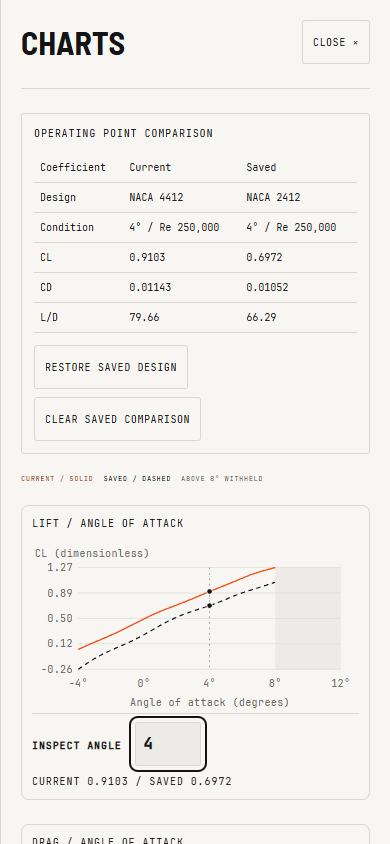 CHARTS
CLOSE ×
OPERATING POINT COMPARISON
Coefficient Current Saved
Design NACA 4412 NACA 2412
Condition 4° / Re 250,000 4° / Re 250,000
CL 0.9103 0.6972
CD 0.01143 0.01052
L/D 79.66 66.29
RESTORE SAVED DESIGN
CLEAR SAVED COMPARISON
CURRENT / SOLID SAVED / DASHED ABOVE 8° WITHHELD
LIFT / ANGLE OF ATTACK
CL (dimensionless)
1.27
0.89
0.50
0.12
-0.26
-4° 0° 4° 8° 12°
Angle of attack (degrees)
INSPECT ANGLE 4
CURRENT 0.9103 / SAVED 0.6972
DRAG / ANGLE OF ATTACK